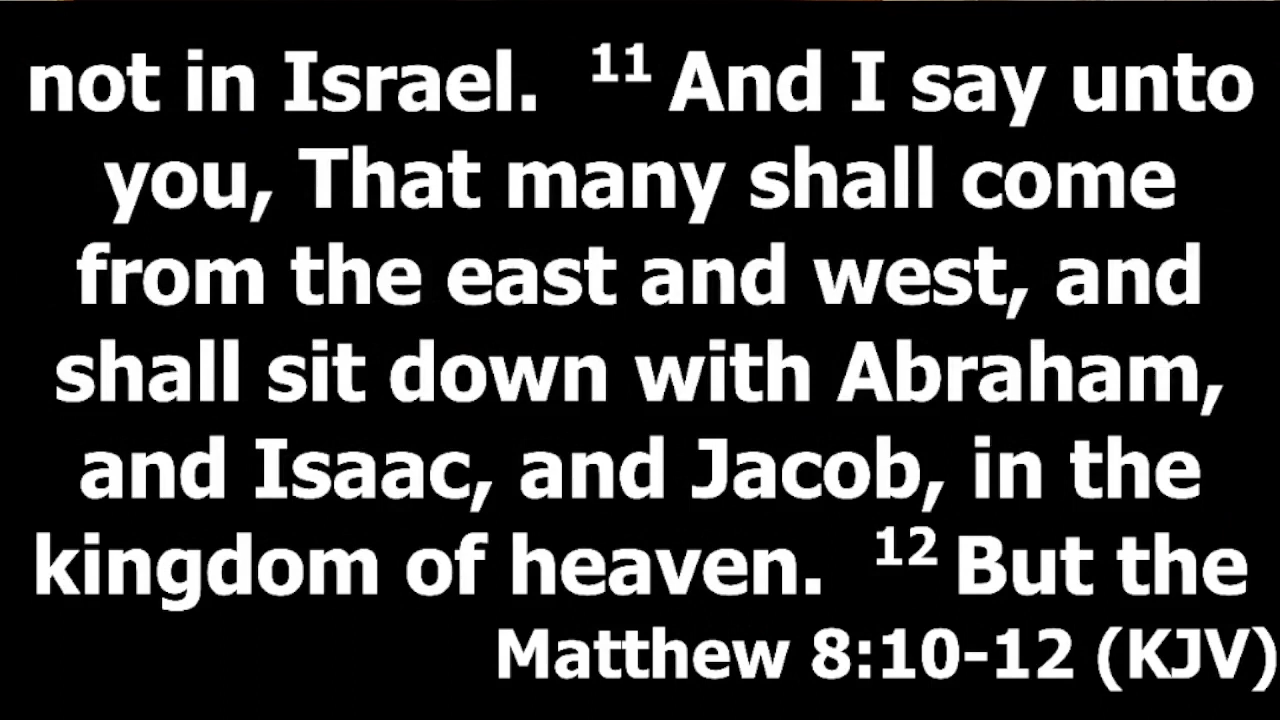 not in Israel. 11 And I say unto
you, That many shall come
from the east and west, and
shall sit down with Abraham,
and Isaac, and Jacob, in the
kingdom of heaven. 12 But the
Matthew 8:10-12 (KJV)